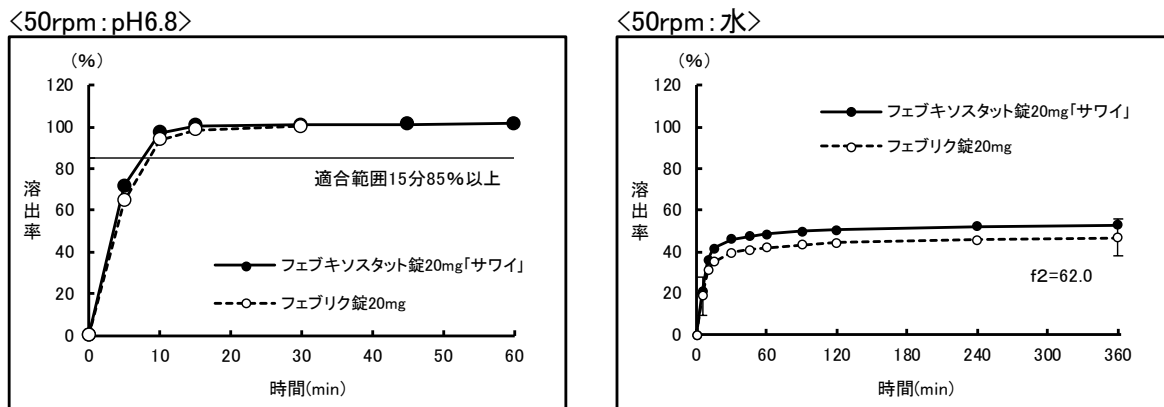 <50rpm：pH6.8>
(%)
120
100
80
60
40
20
0
溶出率
適合範囲15分85%以上
フェブキソスタット錠20mg「サワイ」
フェブリク錠20mg
0 10 20 30 40 50 60
時間(min)
<50rpm：水>
(%)
120
100
80
60
40
20
0
溶出率
フェブキソスタット錠20mg「サワイ」
フェブリク錠20mg
f2=62.0
0 60 120 180 240 300 360
時間(min)